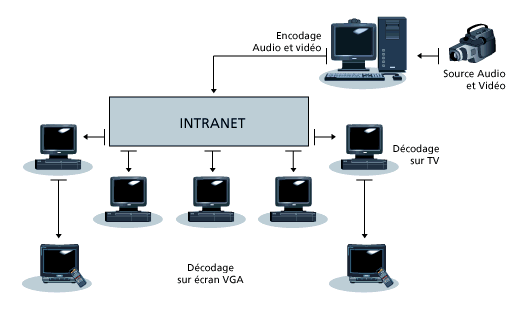 Encodage
Audio et vidéo
Source Audio
et Vidéo
INTRANET
Décodage
sur TV
Décodage
sur écran VGA